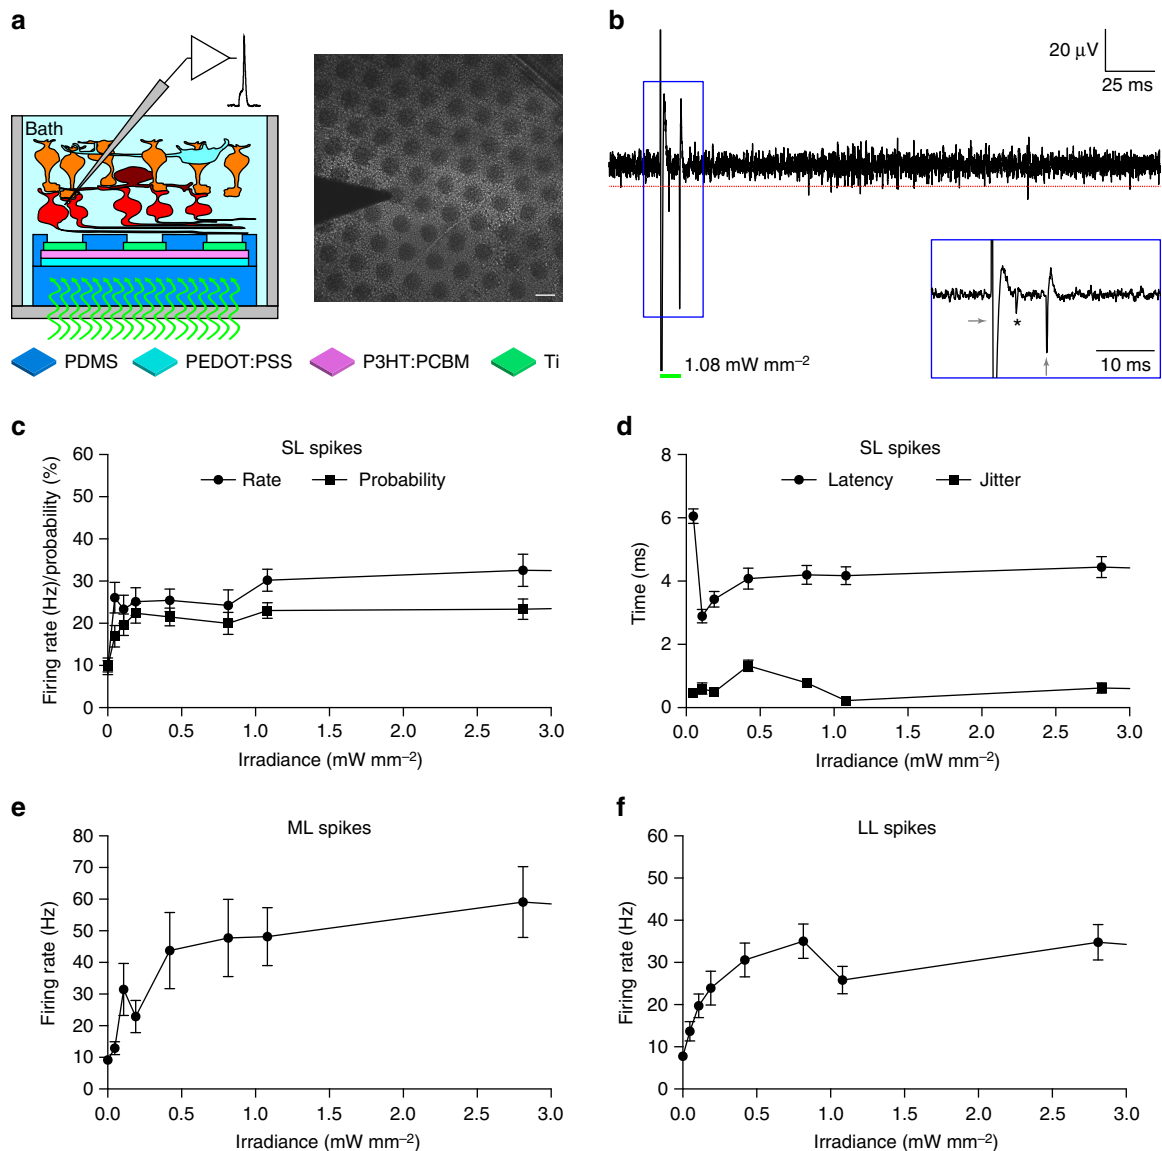 a
Bath
PDMS
PEDOT:PSS
P3HT:PCBM
Ti
b
20 μV
25 ms
1.08 mW mm−2
*
10 ms
c
SL spikes
Rate
Probability
Firing rate (Hz)/probability (%)
60
50
40
30
20
10
0
0 0.5 1.0 1.5 2.0 2.5 3.0
Irradiance (mW mm−2)
d
SL spikes
Latency
Jitter
Time (ms)
8
6
4
2
0
0.0 0.5 1.0 1.5 2.0 2.5 3.0
Irradiance (mW mm−2)
e
ML spikes
Firing rate (Hz)
80
70
60
50
40
30
20
10
0
0 0.5 1.0 1.5 2.0 2.5 3.0
Irradiance (mW mm−2)
f
LL spikes
Firing rate (Hz)
60
50
40
30
20
10
0
0.0 0.5 1.0 1.5 2.0 2.5 3.0
Irradiance (mW mm−2)